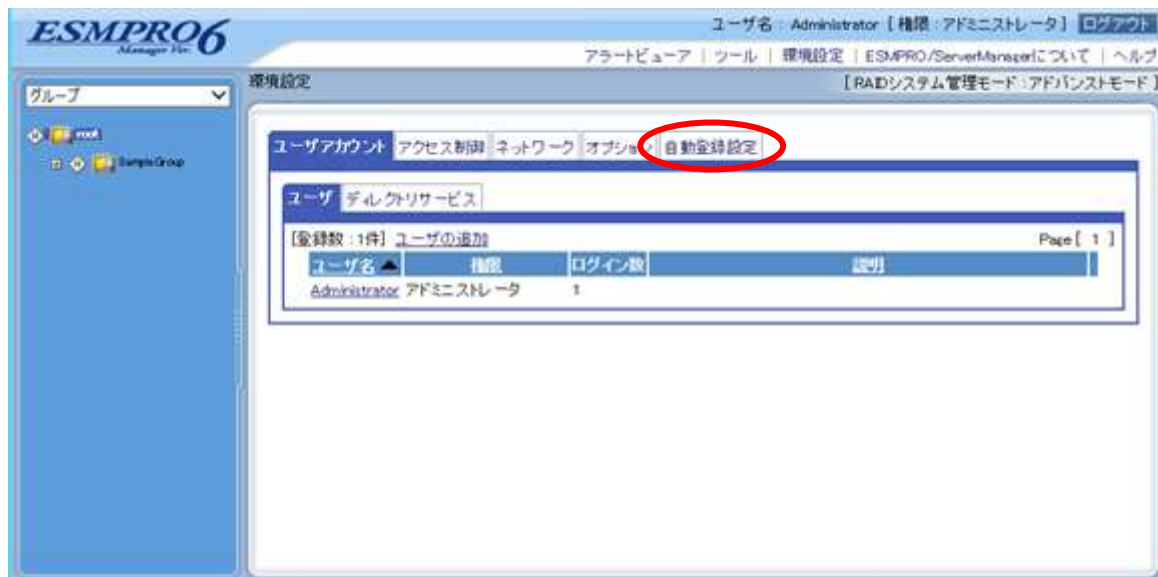 ESMPRO6
Manager Ver.
ユーザ名 : Administrator [ 権限 : アドミニストレータ ] ログアウト
アラートビューア | ツール | 環境設定 | ESMPRO/ServerManagerについて | ヘルプ
グループ
環境設定
[ RAIDシステム管理モード : アドバンストモード ]
root
SampleGroup
ユーザアカウント アクセス制御 ネットワーク オプション 自動登録設定
ユーザ ディレクトリサービス
[登録数 : 1件] ユーザの追加
Page [ 1 ]
ユーザ名 ▲ 権限 ログイン数 説明
Administrator アドミニストレータ 1